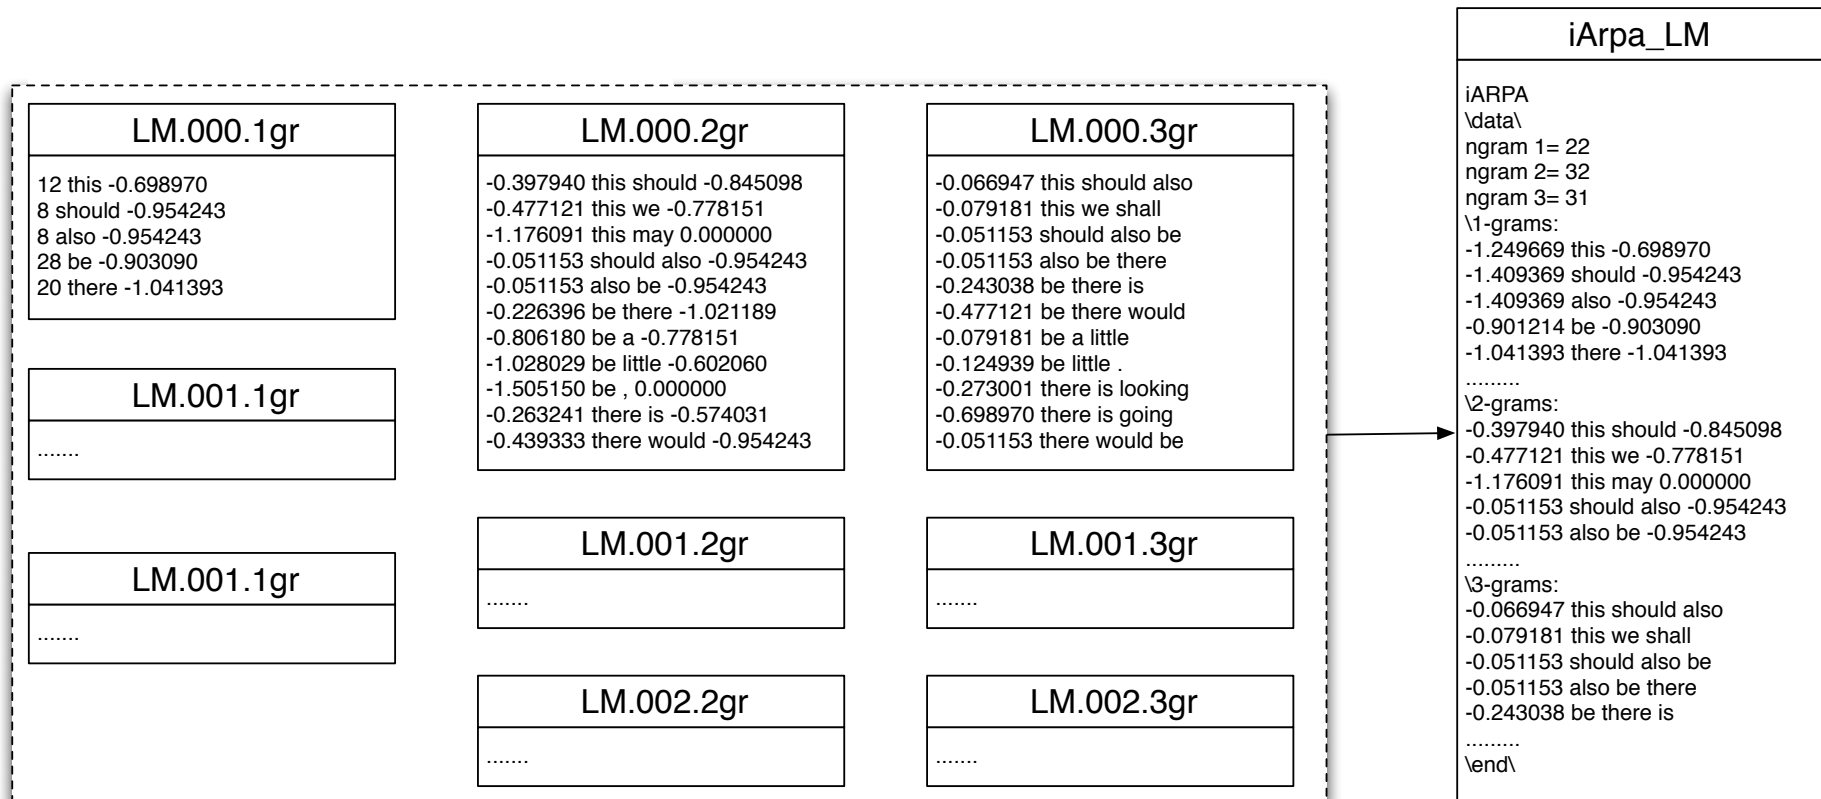 LM.000.1gr
12 this -0.698970
8 should -0.954243
8 also -0.954243
28 be -0.903090
20 there -1.041393
LM.001.1gr
.......
LM.001.1gr
.......
LM.000.2gr
-0.397940 this should -0.845098
-0.477121 this we -0.778151
-1.176091 this may 0.000000
-0.051153 should also -0.954243
-0.051153 also be -0.954243
-0.226396 be there -1.021189
-0.806180 be a -0.778151
-1.028029 be little -0.602060
-1.505150 be , 0.000000
-0.263241 there is -0.574031
-0.439333 there would -0.954243
LM.001.2gr
.......
LM.002.2gr
.......
LM.000.3gr
-0.066947 this should also
-0.079181 this we shall
-0.051153 should also be
-0.051153 also be there
-0.243038 be there is
-0.477121 be there would
-0.079181 be a little
-0.124939 be little .
-0.273001 there is looking
-0.698970 there is going
-0.051153 there would be
LM.001.3gr
.......
LM.002.3gr
.......
iArpa_LM
iARPA
\data\
ngram 1= 22
ngram 2= 32
ngram 3= 31
\1-grams:
-1.249669 this -0.698970
-1.409369 should -0.954243
-1.409369 also -0.954243
-0.901214 be -0.903090
-1.041393 there -1.041393
.........
\2-grams:
-0.397940 this should -0.845098
-0.477121 this we -0.778151
-1.176091 this may 0.000000
-0.051153 should also -0.954243
-0.051153 also be -0.954243
.........
\3-grams:
-0.066947 this should also
-0.079181 this we shall
-0.051153 should also be
-0.051153 also be there
-0.243038 be there is
.........
\end\